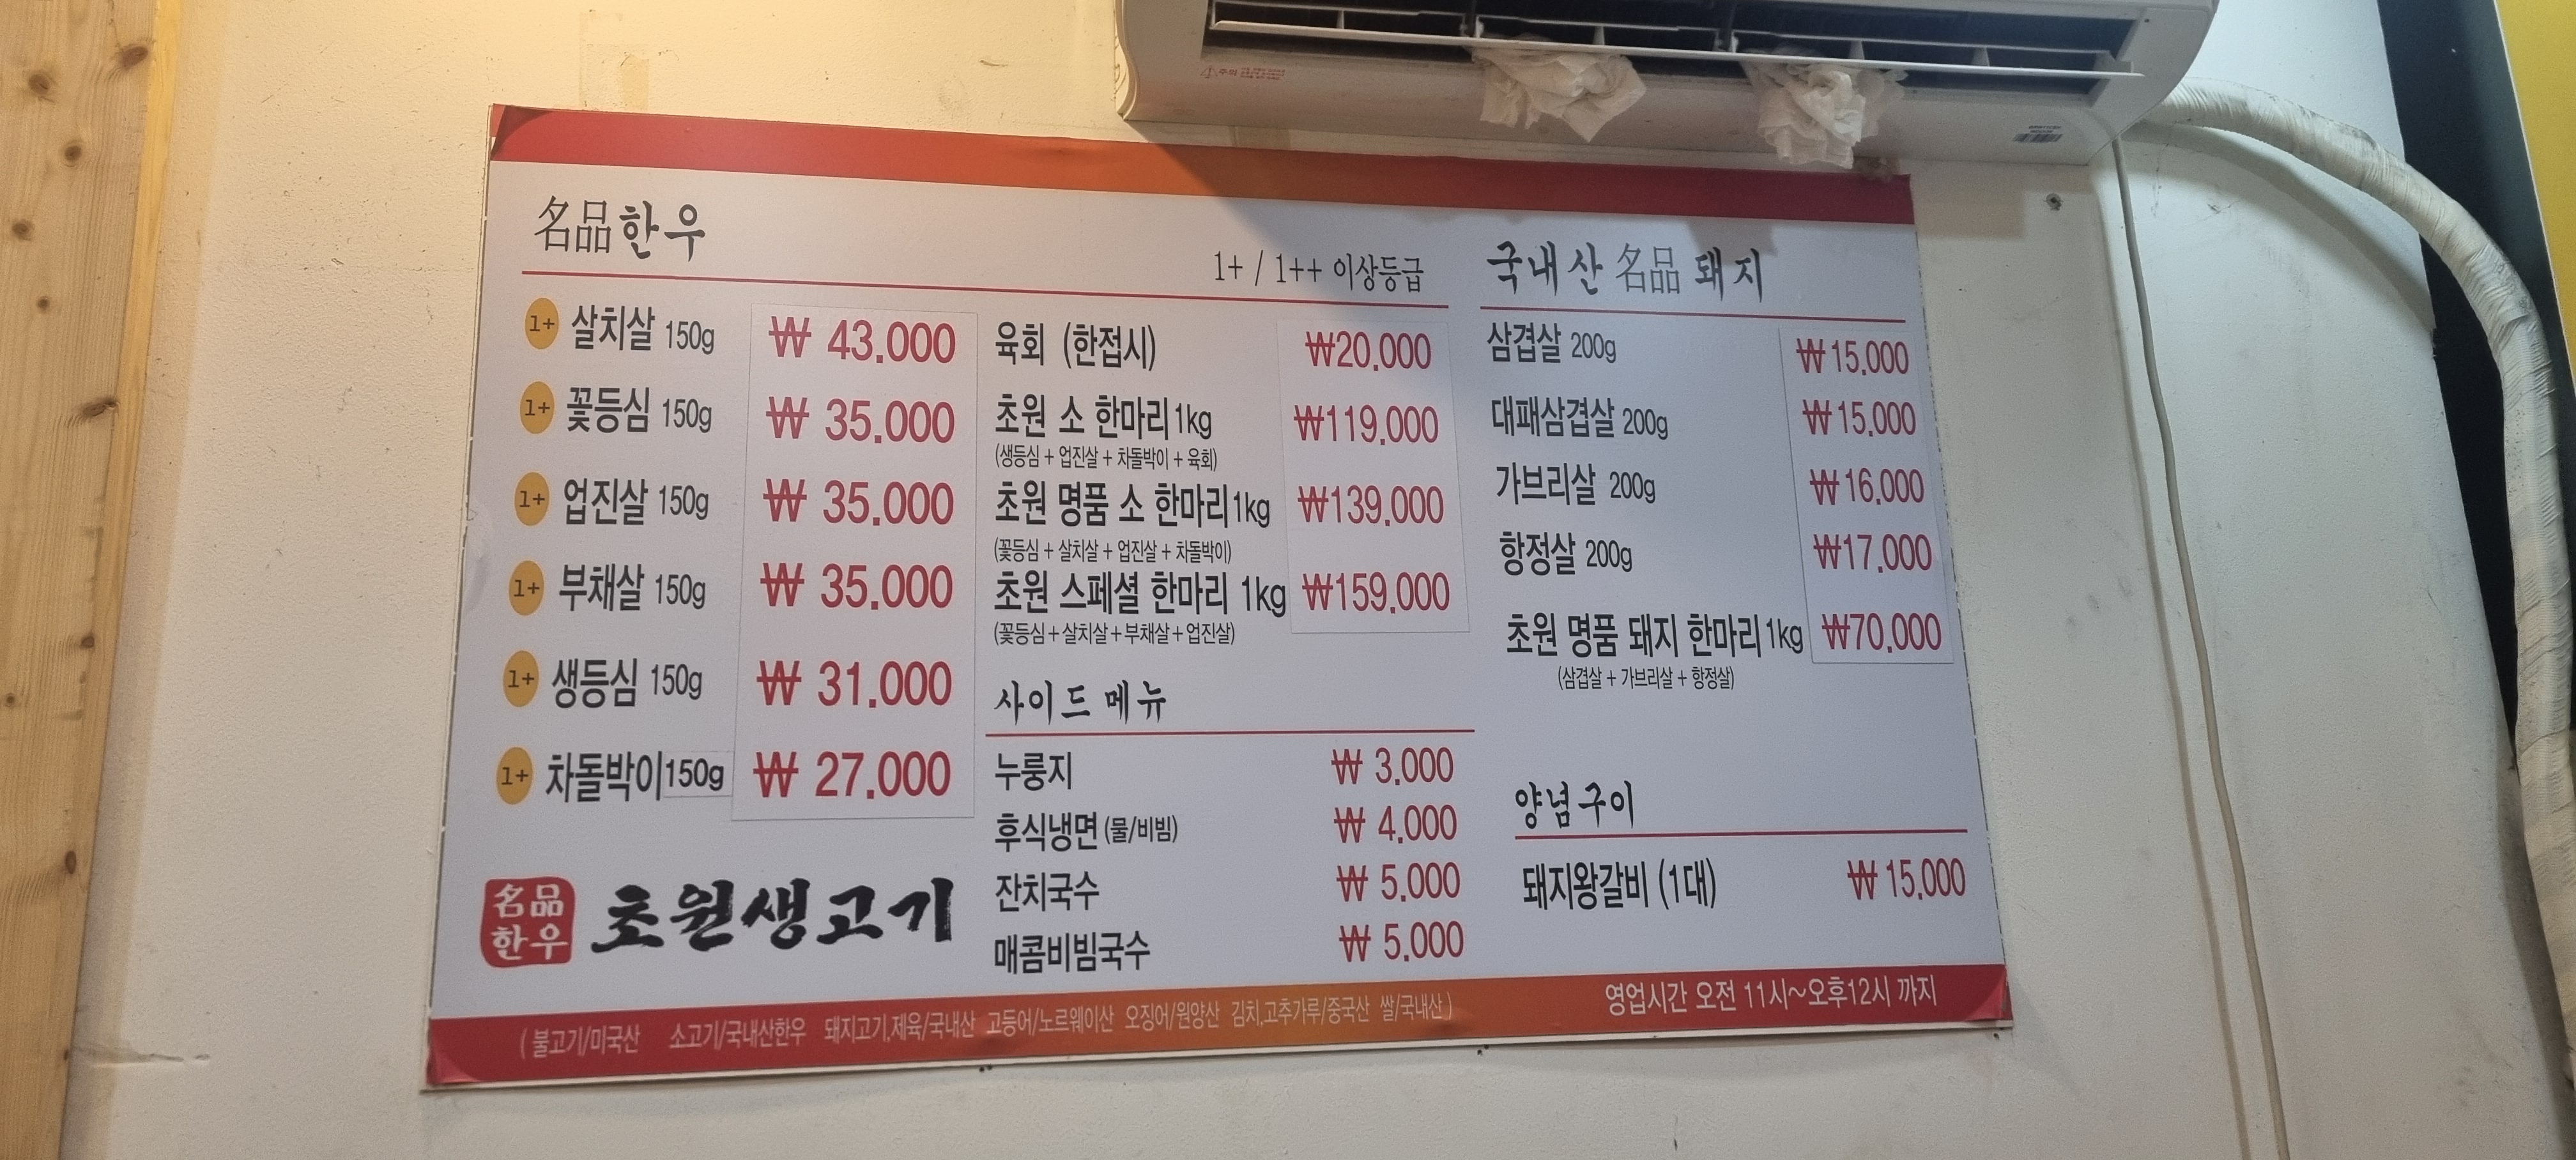 名品한우
1+ / 1++ 이상등급
1+ 살치살 150g ₩ 43.000
1+ 꽃등심 150g ₩ 35.000
1+ 업진살 150g ₩ 35.000
1+ 부채살 150g ₩ 35.000
1+ 생등심 150g ₩ 31.000
1+ 차돌박이150g ₩ 27.000
名品
한우
초원생고기
육회 (한접시) ₩20.000
초원 소 한마리1kg ₩119.000
(생등심 + 업진살 + 차돌박이 + 육회)
초원 명품 소 한마리1kg ₩139.000
(꽃등심 + 살치살 + 업진살 + 차돌박이)
초원 스페셜 한마리 1kg ₩159.000
(꽃등심+살치살+부채살+업진살)
사이드 메뉴
누룽지 ₩ 3.000
후식냉면 (물/비빔) ₩ 4.000
잔치국수 ₩ 5.000
매콤비빔국수 ₩ 5.000
국내산 名品 돼지
삼겹살 200g ₩15.000
대패삼겹살 200g ₩15.000
가브리살 200g ₩16.000
항정살 200g ₩17.000
초원 명품 돼지 한마리1kg ₩70.000
(삼겹살 + 가브리살 + 항정살)
양념구이
돼지왕갈비 (1대) ₩ 15.000
( 불고기/미국산 소고기/국내산한우 돼지고기,제육/국내산 고등어/노르웨이산 오징어/원양산 김치,고추가루/중국산 쌀/국내산 )
영업시간 오전 11시~오후12시 까지